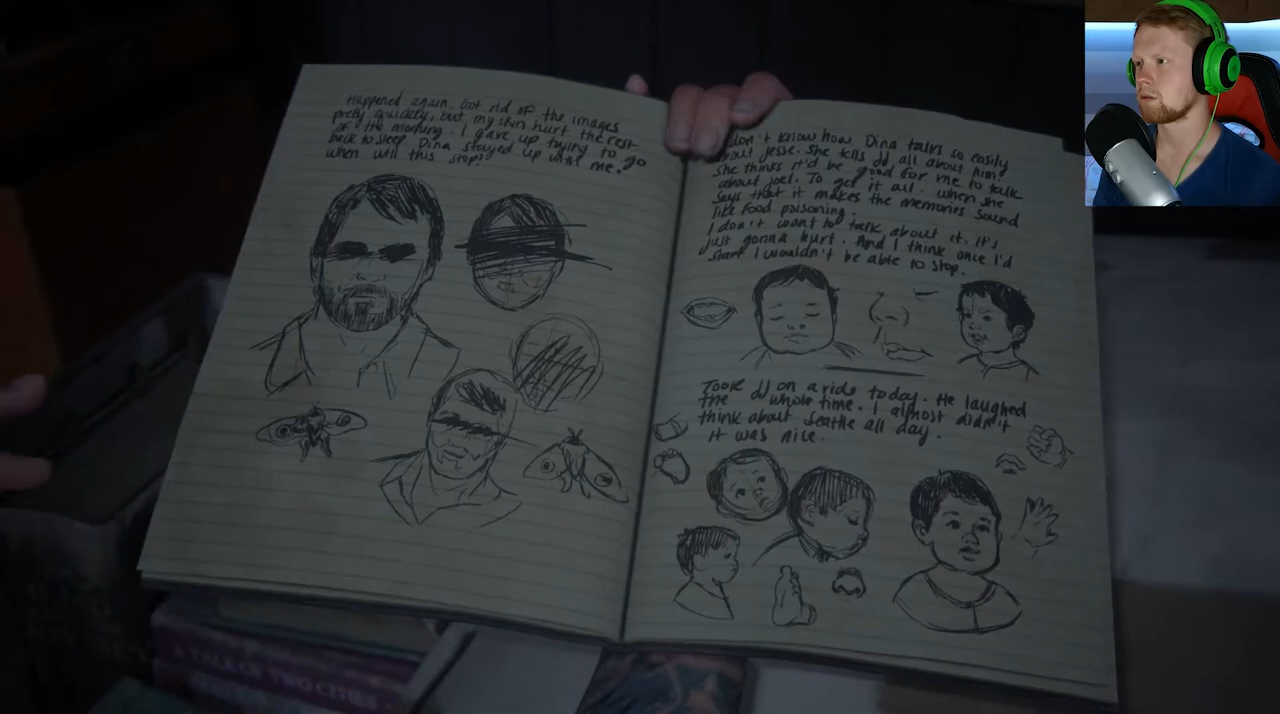 Happened again. Got rid of the images
pretty quickly, but my skin hurt the rest
of the morning. I gave up trying to go
back to sleep. Dina stayed up with me.
When will this stop?
don't know how Dina talks so easily
about Jesse. She tells JJ all about him.
She thinks it'd be good for me to talk
about Joel. To get it out. When she
says that it makes the memories sound
like food poisoning.
I don't want to talk about it. It's
just gonna hurt. And I think once I'd
start I wouldn't be able to stop.
Took JJ on a ride today. He laughed
the whole time. I almost didn't
think about Seattle all day.
It was nice.
A TALE OF TWO CITIES